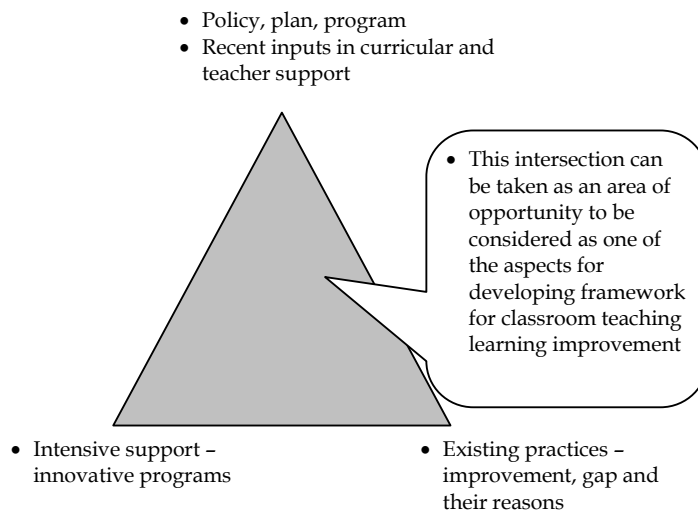 • Policy, plan, program
• Recent inputs in curricular and
teacher support
• This intersection can
be taken as an area of
opportunity to be
considered as one of
the aspects for
developing framework
for classroom teaching
learning improvement
• Intensive support –
innovative programs
• Existing practices –
improvement, gap and
their reasons